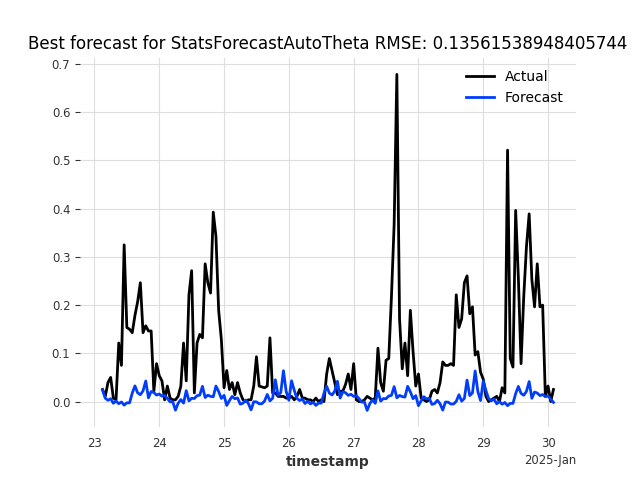 Best forecast for StatsForecastAutoTheta RMSE: 0.13561538948405744
Actual
Forecast
0.7
0.6
0.5
0.4
0.3
0.2
0.1
0.0
23 24 25 26 27 28 29 30
timestamp
2025-Jan